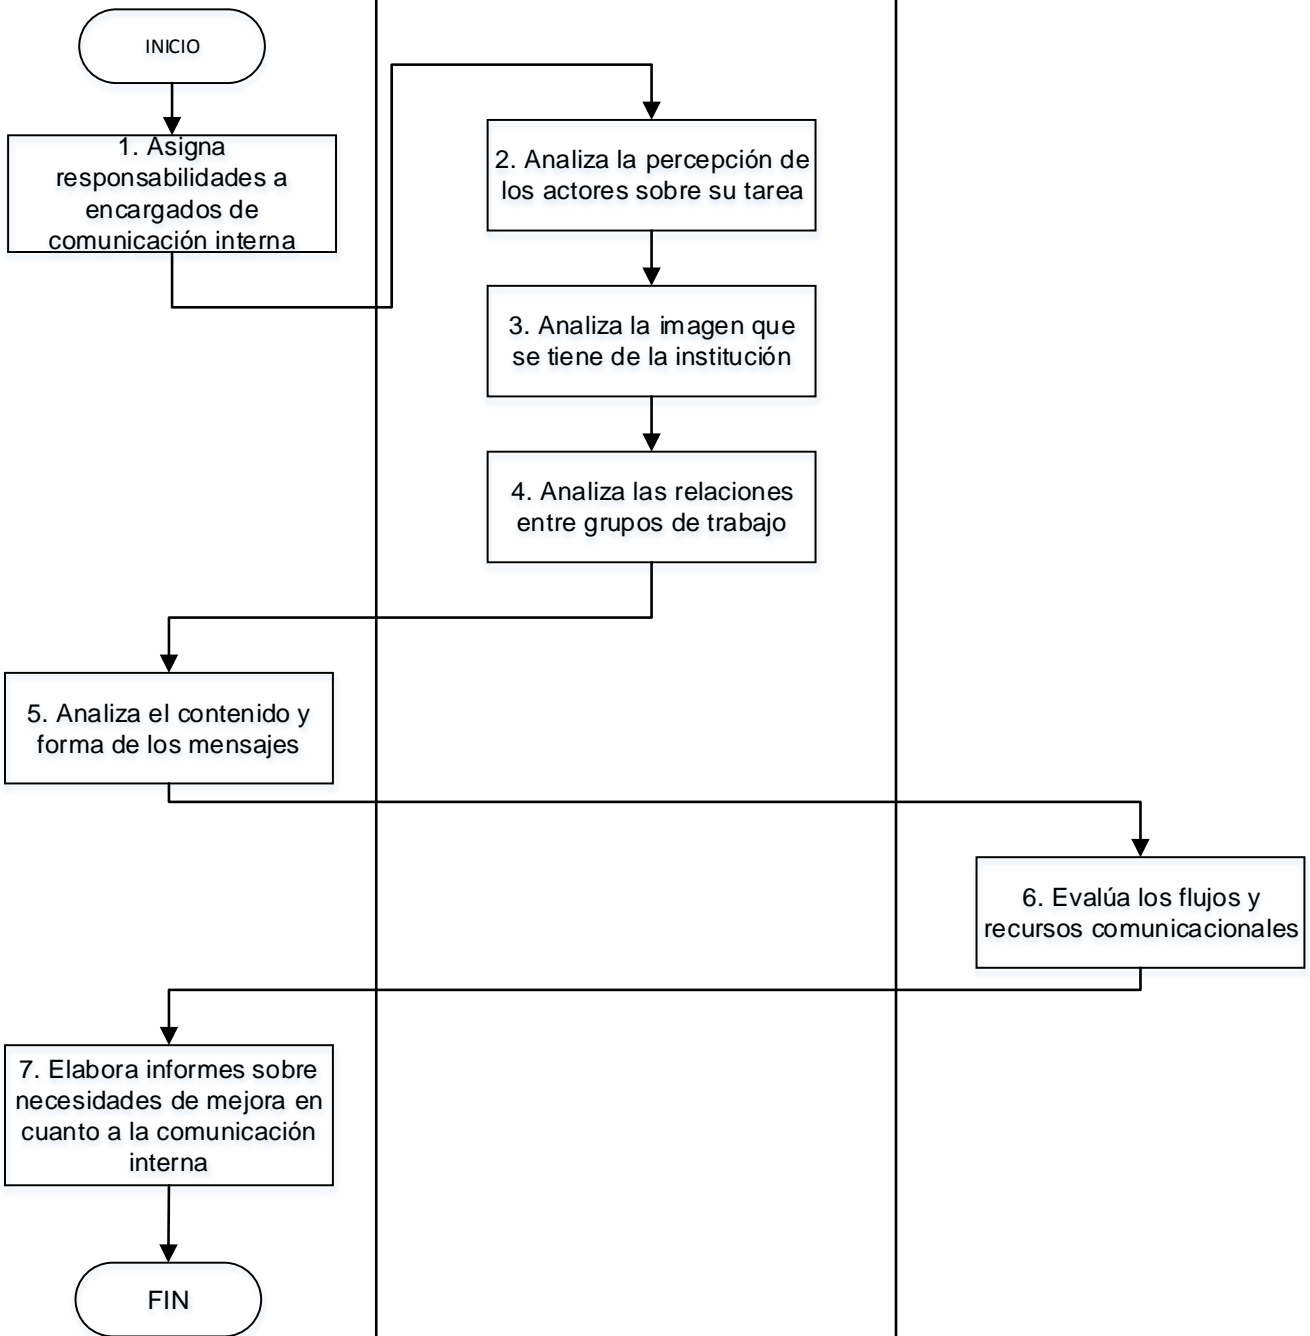 INICIO
1. Asigna
responsabilidades a
encargados de
comunicación interna
2. Analiza la percepción de
los actores sobre su tarea
3. Analiza la imagen que
se tiene de la institución
4. Analiza las relaciones
entre grupos de trabajo
5. Analiza el contenido y
forma de los mensajes
6. Evalúa los flujos y
recursos comunicacionales
7. Elabora informes sobre
necesidades de mejora en
cuanto a la comunicación
interna
FIN